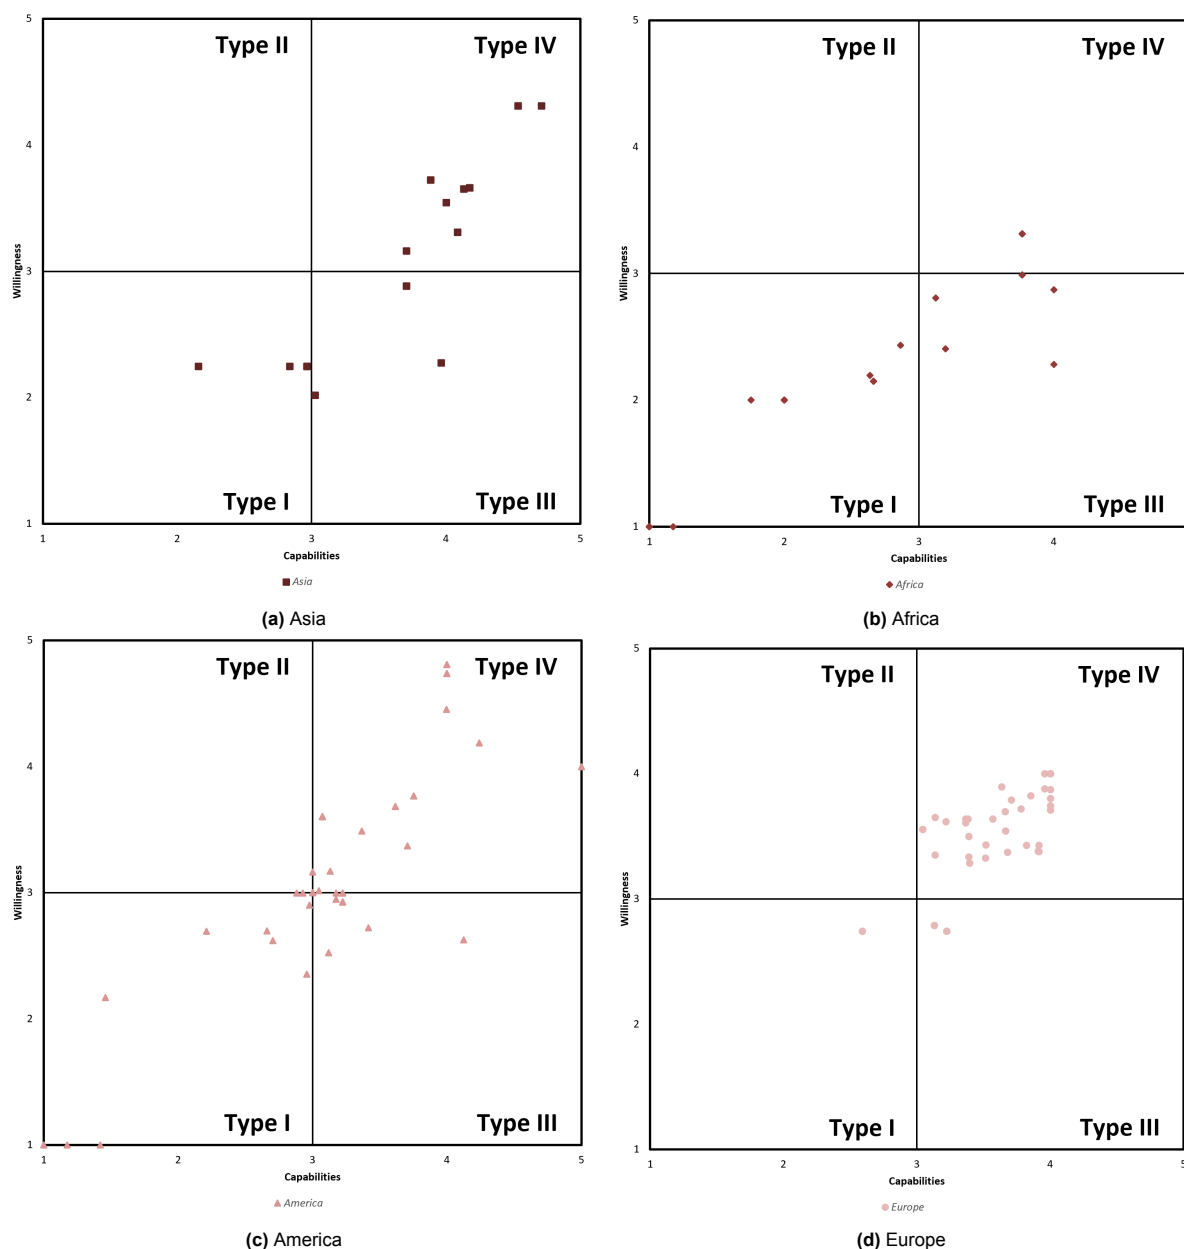 5
Type II
Type IV
4
Willingness
3
2
Type I
Type III
1
1 2 3 4 5
Capabilities
Asia
(a) Asia
5
Type II
Type IV
4
Willingness
3
2
Type I
Type III
1
1 2 3 4
Capabilities
Africa
(b) Africa
5
Type II
Type IV
4
Willingness
3
2
Type I
Type III
1
1 2 3 4 5
Capabilities
America
(c) America
5
Type II
Type IV
4
Willingness
3
2
Type I
Type III
1
1 2 3 4 5
Capabilities
Europe
(d) Europe